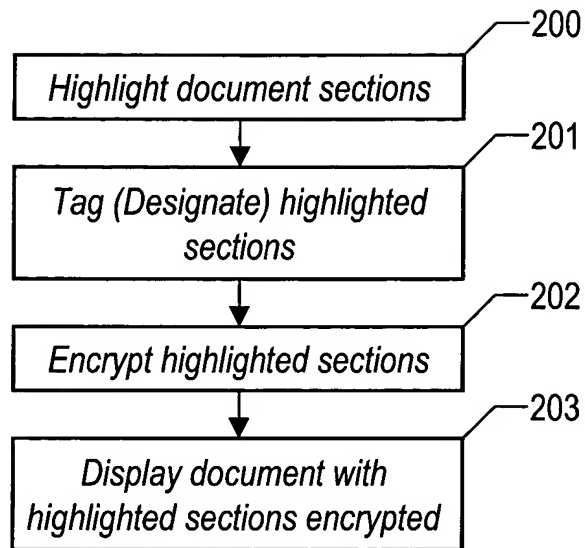 200
Highlight document sections
201
Tag (Designate) highlighted
sections
202
Encrypt highlighted sections
203
Display document with
highlighted sections encrypted